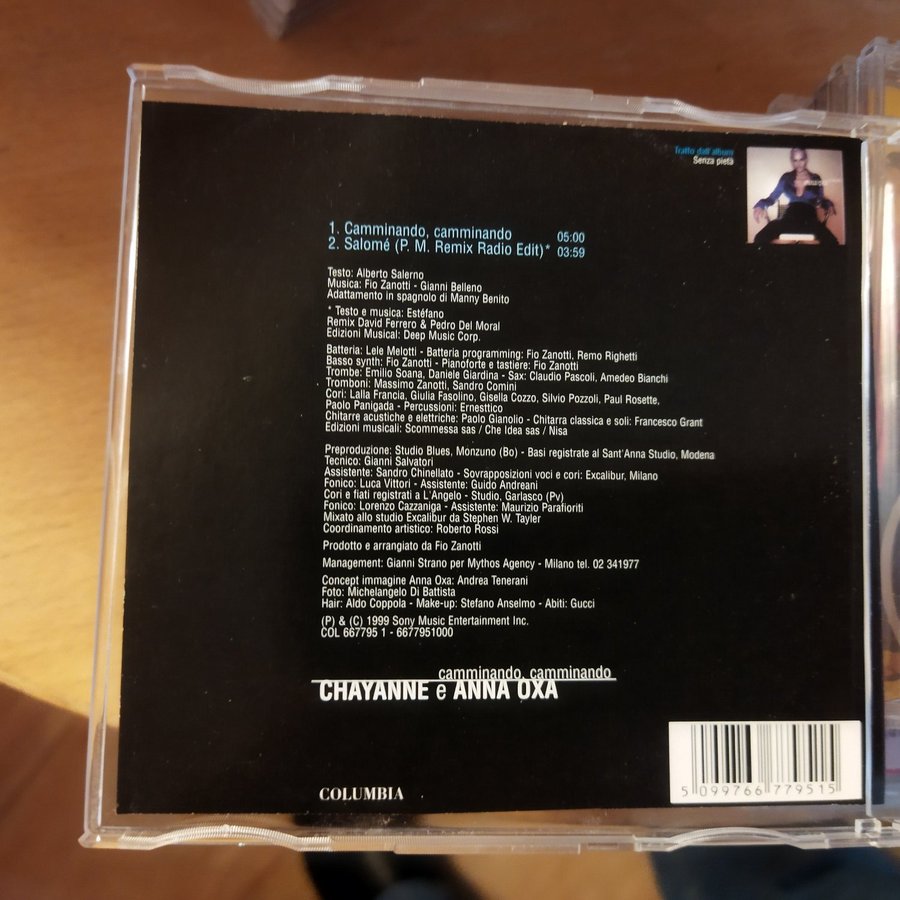 Tratto dall'album
Senza pietà
1. Camminando, camminando 05:00
2. Salomé (P. M. Remix Radio Edit)* 03:59
Testo: Alberto Salerno
Musica: Fio Zanotti - Gianni Belleno
Adattamento in spagnolo di Manny Benito
* Testo e musica: Estéfano
Remix David Ferrero & Pedro Del Moral
Edizioni Musical: Deep Music Corp.
Batteria: Lele Melotti - Batteria programming: Fio Zanotti, Remo Righetti
Basso synth: Fio Zanotti - Pianoforte e tastiere: Fio Zanotti
Trombe: Emilio Soana, Daniele Giardina - Sax: Claudio Pascoli, Amedeo Bianchi
Tromboni: Massimo Zanotti, Sandro Comini
Cori: Lalla Francia, Giulia Fasolino, Gisella Cozzo, Silvio Pozzoli, Paul Rosette,
Paolo Panigada - Percussioni: Ernesttico
Chitarre acustiche e elettriche: Paolo Gianolio - Chitarra classica e soli: Francesco Grant
Edizioni musicali: Scommessa sas / Che Idea sas / Nisa
Preproduzione: Studio Blues, Monzuno (Bo) - Basi registrate al Sant'Anna Studio, Modena
Tecnico: Gianni Salvatori
Assistente: Sandro Chinellato - Sovrapposizioni voci e cori: Excalibur, Milano
Fonico: Luca Vittori - Assistente: Guido Andreani
Cori e fiati registrati a L'Angelo - Studio, Garlasco (Pv)
Fonico: Lorenzo Cazzaniga - Assistente: Maurizio Parafioriti
Mixato allo studio Excalibur da Stephen W. Tayler
Coordinamento artistico: Roberto Rossi
Prodotto e arrangiato da Fio Zanotti
Management: Gianni Strano per Mythos Agency - Milano tel. 02 341977
Concept immagine Anna Oxa: Andrea Tenerani
Foto: Michelangelo Di Battista
Hair: Aldo Coppola - Make-up: Stefano Anselmo - Abiti: Gucci
(P) & (C) 1999 Sony Music Entertainment Inc.
COL 667795 1 - 6677951000
camminando, camminando
CHAYANNE e ANNA OXA
COLUMBIA
5 099766 779515